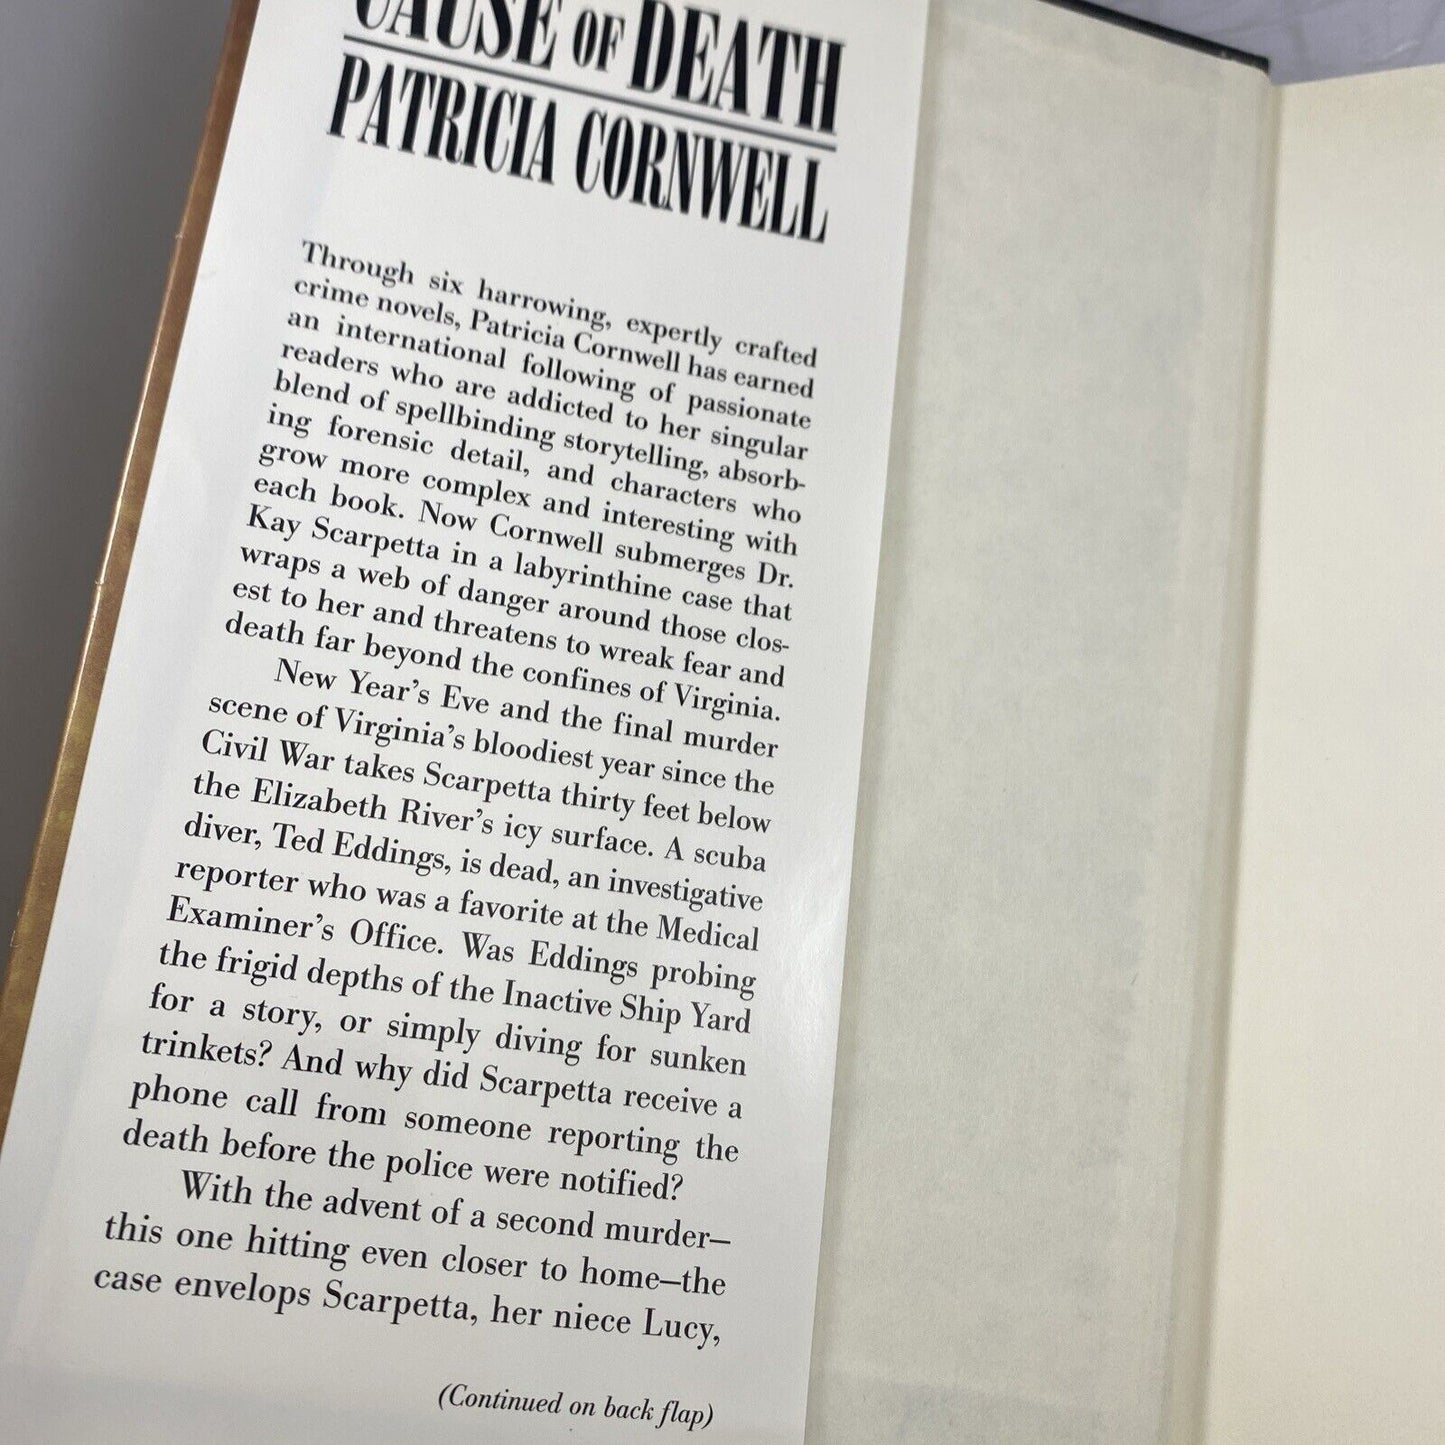 CAUSE OF DEATH
PATRICIA CORNWELL
Through six harrowing, expertly crafted
crime novels, Patricia Cornwell has earned
an international following of passionate
readers who are addicted to her singular
blend of spellbinding storytelling, absorb-
ing forensic detail, and characters who
grow more complex and interesting with
each book. Now Cornwell submerges Dr.
Kay Scarpetta in a labyrinthine case that
wraps a web of danger around those clos-
est to her and threatens to wreak fear and
death far beyond the confines of Virginia.
New Year's Eve and the final murder
scene of Virginia's bloodiest year since the
Civil War takes Scarpetta thirty feet below
the Elizabeth River's icy surface. A scuba
diver, Ted Eddings, is dead, an investigative
reporter who was a favorite at the Medical
Examiner's Office. Was Eddings probing
the frigid depths of the Inactive Ship Yard
for a story, or simply diving for sunken
trinkets? And why did Scarpetta receive a
phone call from someone reporting the
death before the police were notified?
With the advent of a second murder—
this one hitting even closer to home—the
case envelops Scarpetta, her niece Lucy,
(Continued on back flap)